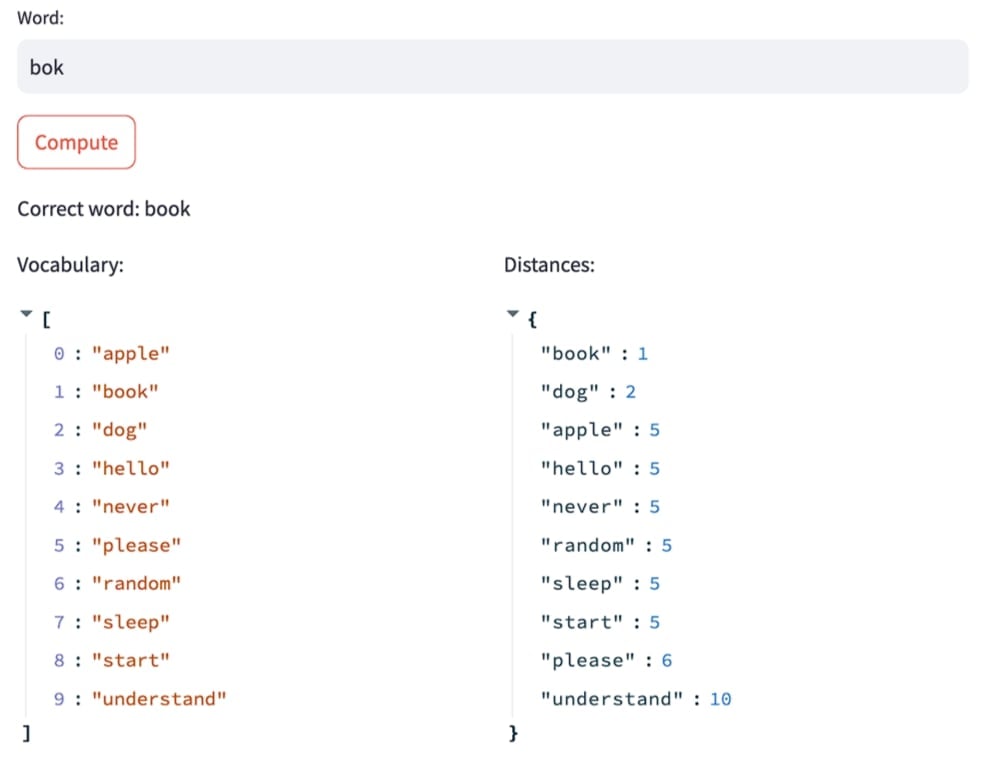 Word:
bok
Compute
Correct word: book
Vocabulary:
[
0 : "apple"
1 : "book"
2 : "dog"
3 : "hello"
4 : "never"
5 : "please"
6 : "random"
7 : "sleep"
8 : "start"
9 : "understand"
]
Distances:
{
"book" : 1
"dog" : 2
"apple" : 5
"hello" : 5
"never" : 5
"random" : 5
"sleep" : 5
"start" : 5
"please" : 6
"understand" : 10
}